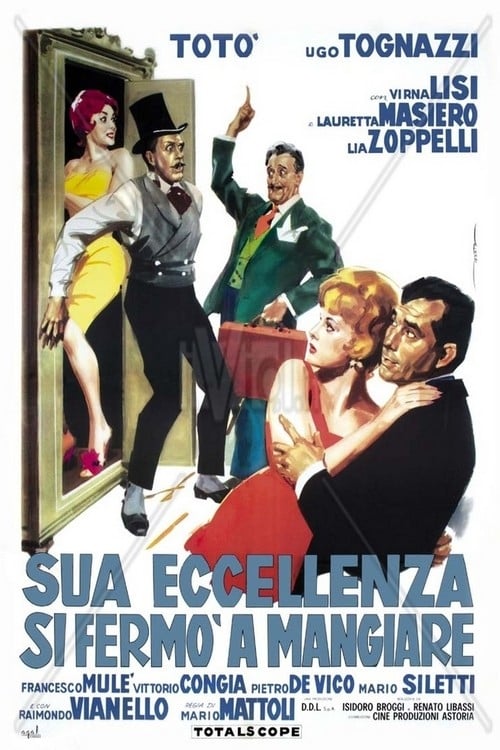 TOTO' UGO TOGNAZZI
con VIRNA LISI
e LAURETTA MASIERO
LIA ZOPPELLI
SUA ECCELLENZA
SI FERMO' A MANGIARE
FRANCESCO MULE' VITTORIO CONGIA PIETRO DE VICO MARIO SILETTI
E CON RAIMONDO VIANELLO REGIA DI MARIO MATTOLI D.D.L. S.p.A. ISIDORO BROGGI e RENATO LIBASSI
CINE PRODUZIONI ASTORIA
TOTALSCOPE